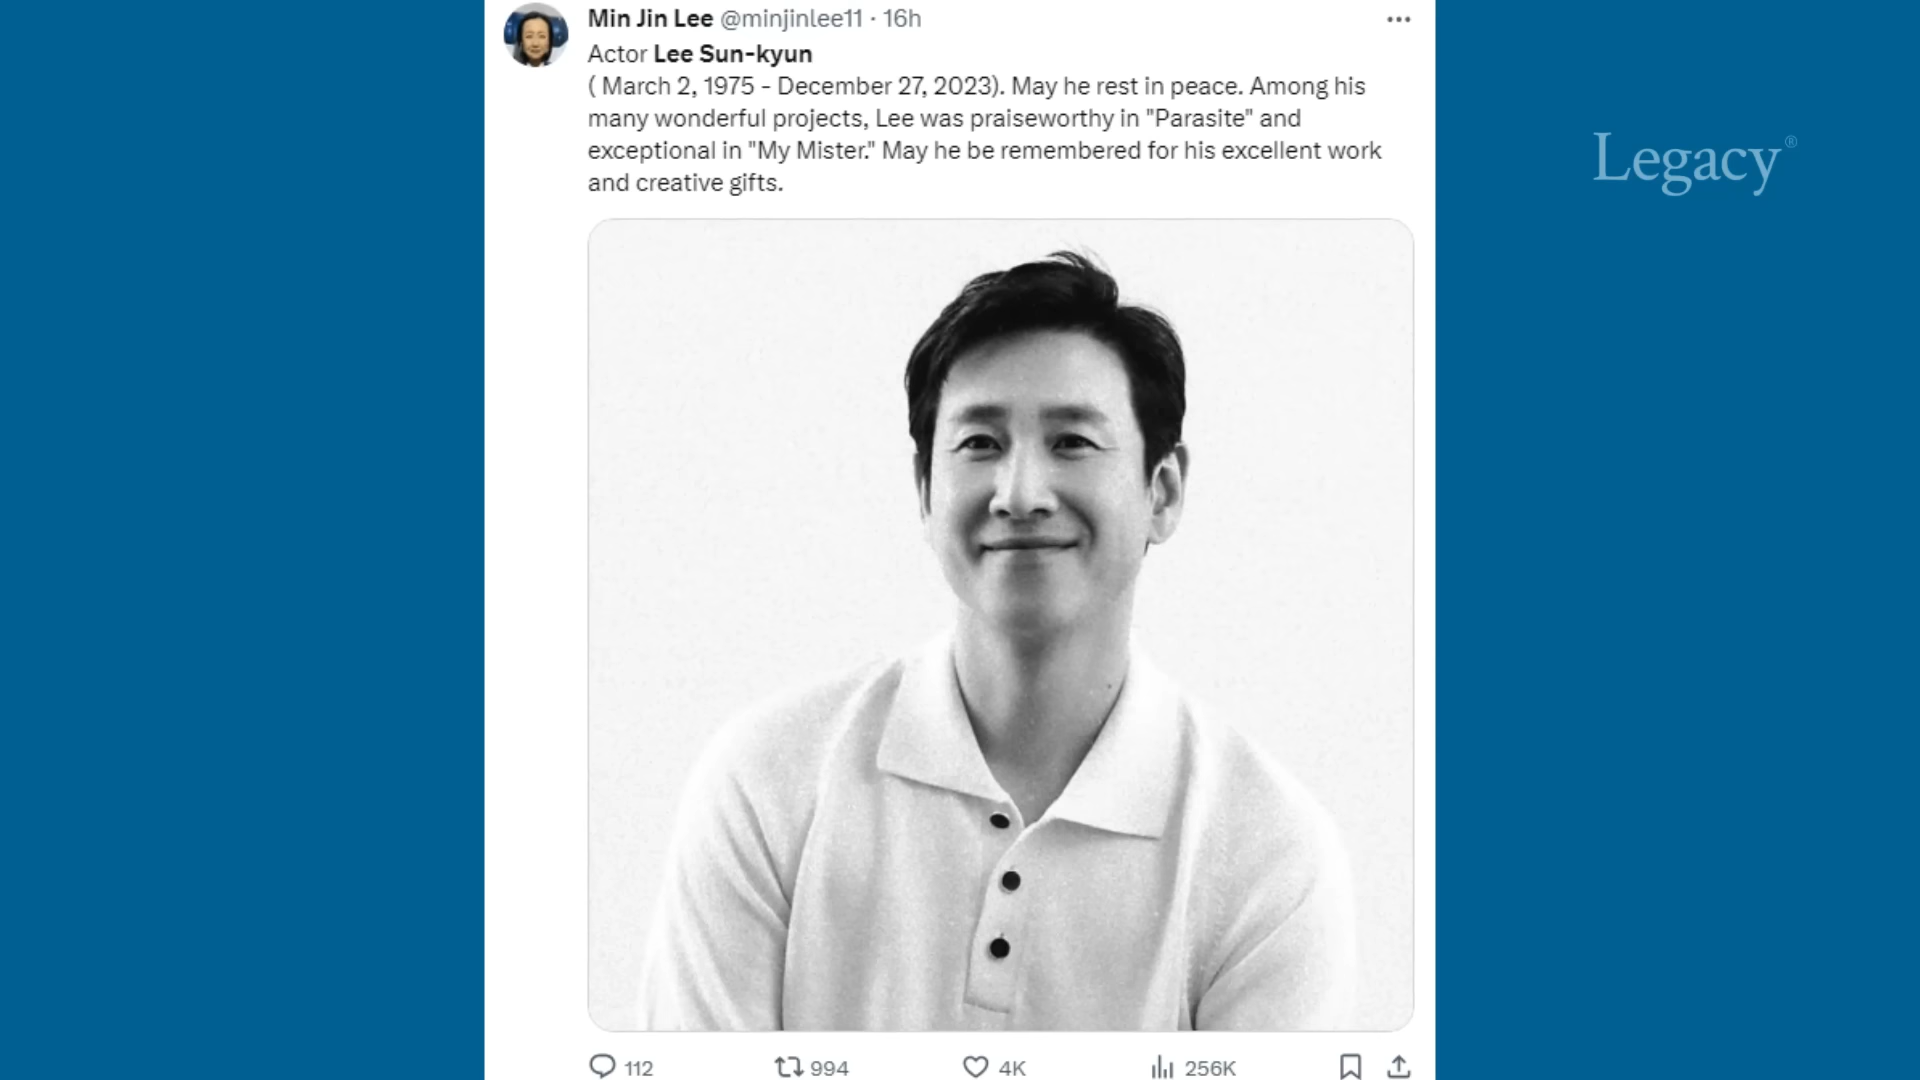 Min Jin Lee @minjinlee11 · 16h
Actor Lee Sun-kyun
( March 2, 1975 - December 27, 2023). May he rest in peace. Among his
many wonderful projects, Lee was praiseworthy in "Parasite" and
exceptional in "My Mister." May he be remembered for his excellent work
and creative gifts.
Legacy®
112 994 4K 256K